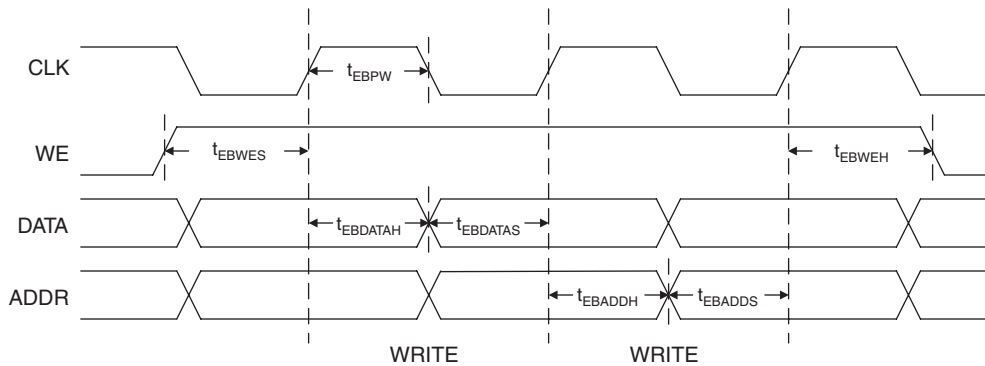 CLK
tEBPW
WE
tEBWES
tEBWEH
DATA
tEBDATAH
tEBDATAS
ADDR
tEBADDH
tEBADDS
WRITE
WRITE